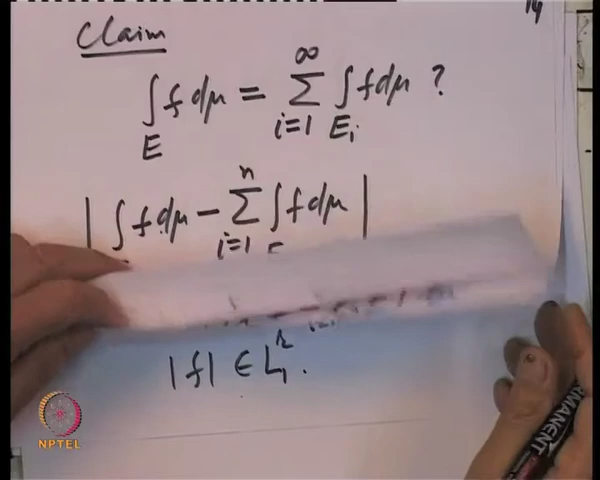 14
Claim
∫_E f dμ = ∑_{i=1}^∞ ∫_{E_i} f dμ ?
| ∫ f dμ − ∑_{i=1}^n ∫ f dμ |
|f| ∈ L_1
NPTEL
PERMANENT